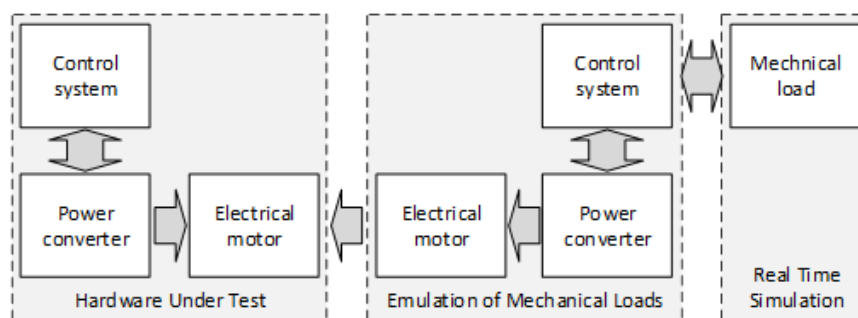 Control
system
Power
converter
Electrical
motor
Hardware Under Test
Control
system
Electrical
motor
Power
converter
Emulation of Mechanical Loads
Mechnical
load
Real Time
Simulation